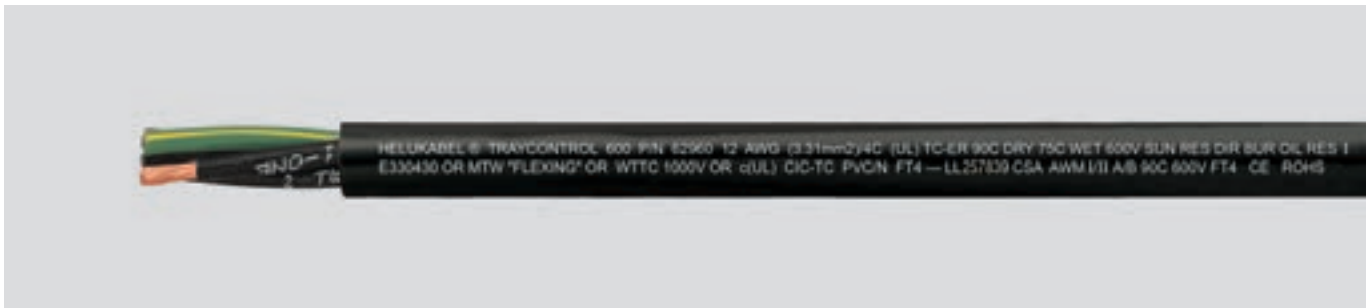 HELUKABEL ® TRAYCONTROL 600 P/N 62960 12 AWG (3.31mm2)/4C (UL) TC-ER 90C DRY 75C WET 600V SUN RES DIR BUR OIL RES I
E330430 OR MTW "FLEXING" OR WTTC 1000V OR c(UL) CIC-TC PVC/N FT4 — LL257839 CSA AWM I/II A/B 90C 600V FT4 CE ROHS